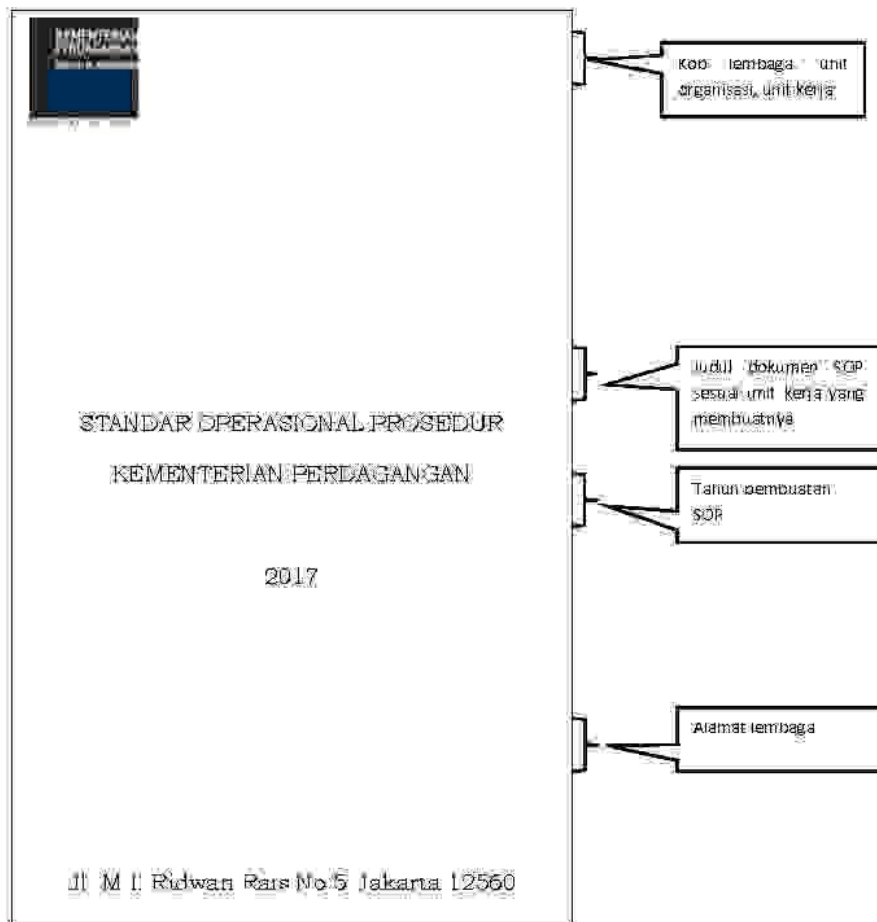 Kop lembaga unit
organisasi, unit kerja
Judul dokumen SOP
sesuai unit kerja yang
membuatnya
STANDAR OPERASIONAL PROSEDUR
KEMENTERIAN PERDAGANGAN
Tahun pembuatan
SOP
2017
Alamat lembaga
Jl M I Ridwan Rais No 5 Jakarta 12560